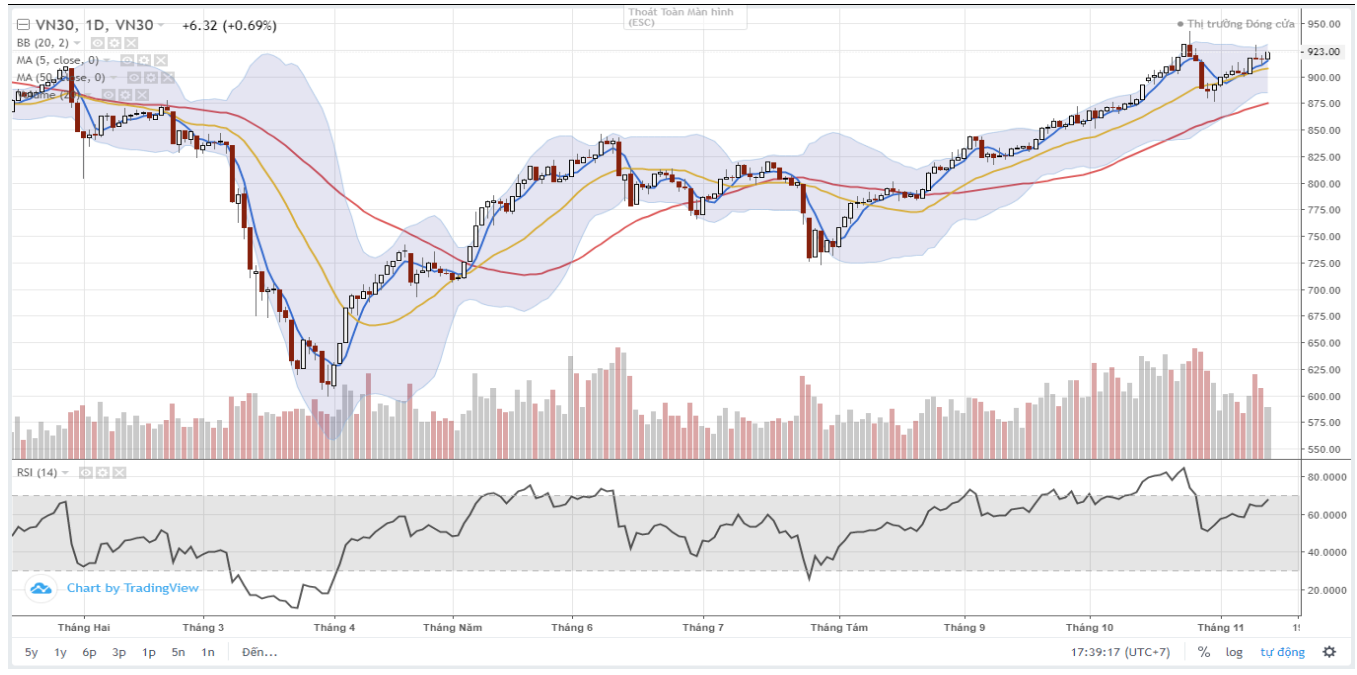 Thoát Toàn Màn hình
(ESC)
VN30, 1D, VN30 +6.32 (+0.69%)
Thị trường Đóng cửa
BB (20, 2)
MA (5, close, 0)
MA (50, close, 0)
950.00
923.00
900.00
875.00
850.00
825.00
800.00
775.00
750.00
725.00
700.00
675.00
650.00
625.00
600.00
575.00
550.00
RSI (14)
80.0000
60.0000
40.0000
20.0000
Chart by TradingView
Tháng Hai Tháng 3 Tháng 4 Tháng Năm Tháng 6 Tháng 7 Tháng Tám Tháng 9 Tháng 10 Tháng 11
5y 1y 6p 3p 1p 5n 1n Đến... 17:39:17 (UTC+7) % log tự động